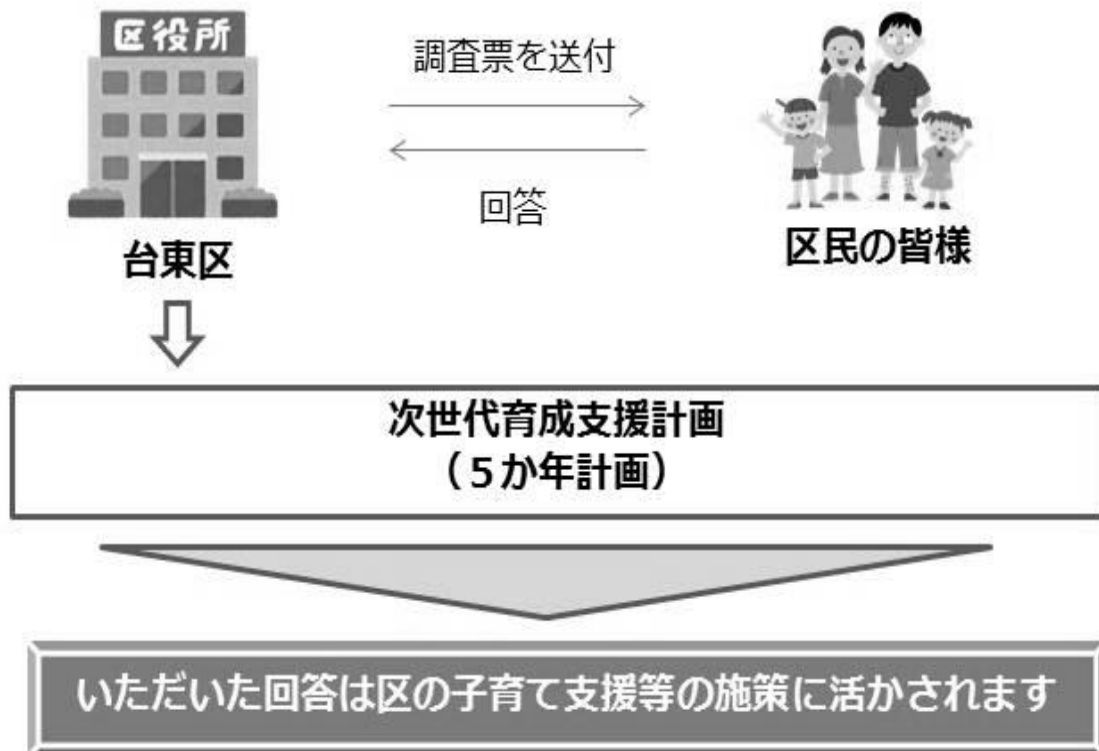 区役所
調査票を送付
回答
台東区
区民の皆様
次世代育成支援計画
（５か年計画）
いただいた回答は区の子育て支援等の施策に活かされます